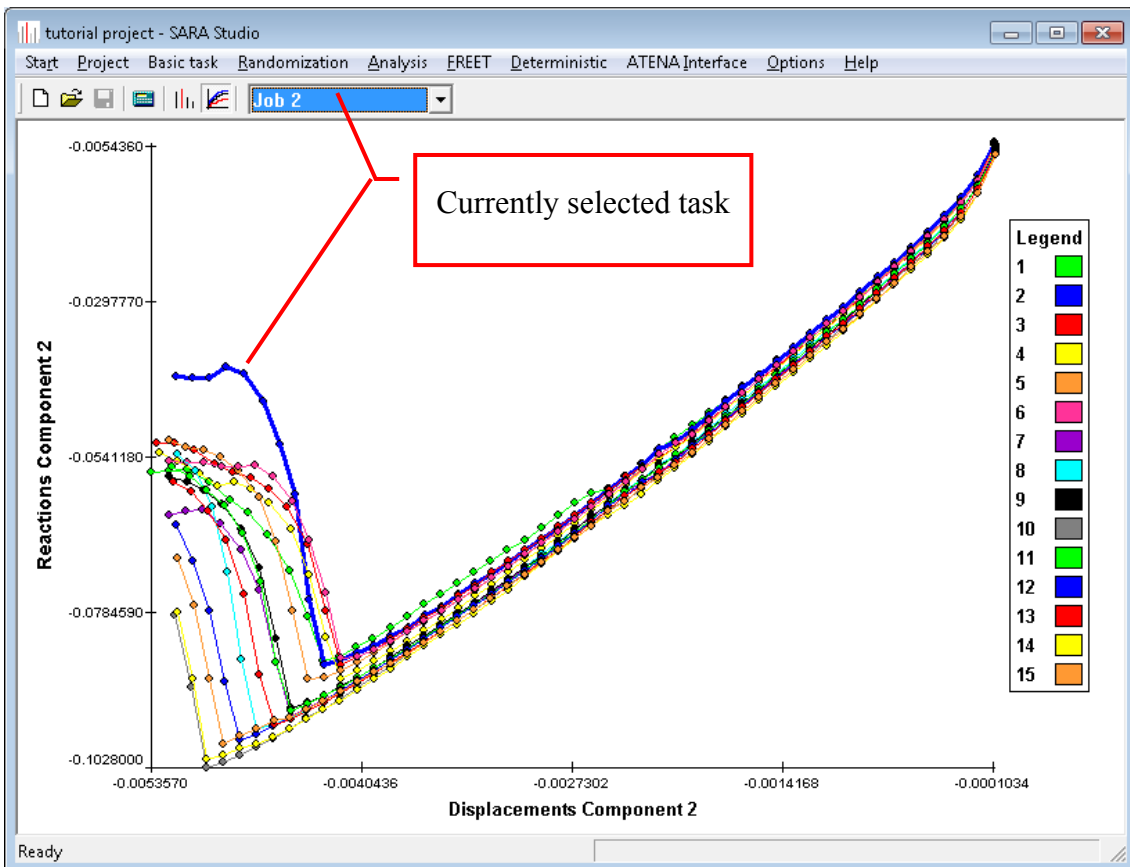 tutorial project - SARA Studio
Start Project Basic task Randomization Analysis FREET Deterministic ATENA Interface Options Help
Job 2
Currently selected task
-0.0054360
-0.0297770
-0.0541180
-0.0784590
-0.1028000
Reactions Component 2
-0.0053570 -0.0040436 -0.0027302 -0.0014168 -0.0001034
Displacements Component 2
Legend
1
2
3
4
5
6
7
8
9
10
11
12
13
14
15
Ready